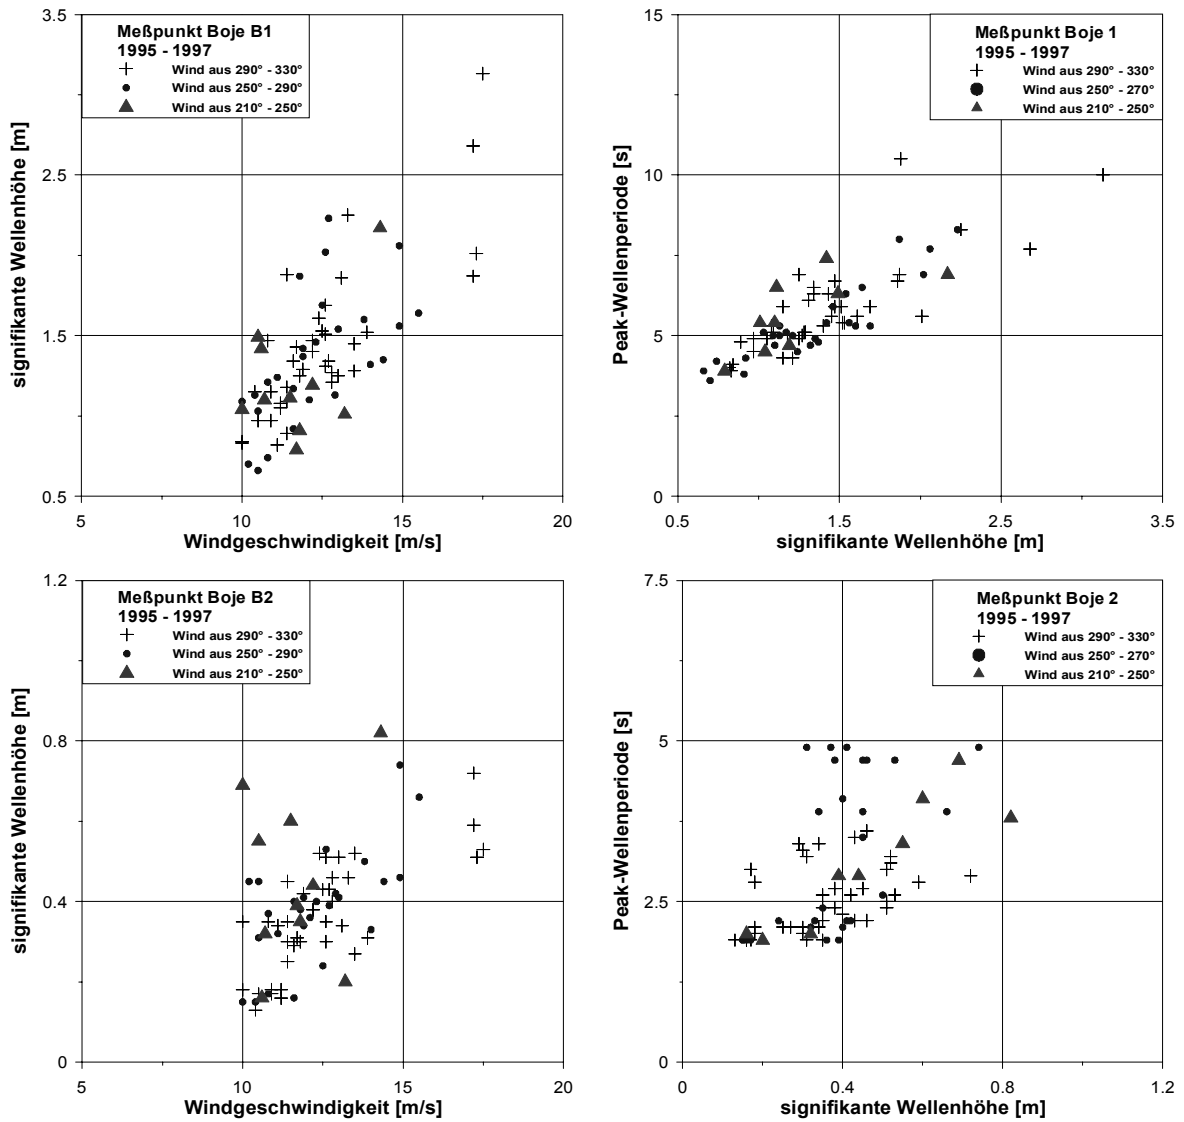 3.5
2.5
1.5
0.5
signifikante Wellenhöhe [m]
Meßpunkt Boje B1
1995 - 1997
Wind aus 290° - 330°
Wind aus 250° - 290°
Wind aus 210° - 250°
5
10
15
20
Windgeschwindigkeit [m/s]
15
10
5
0
Peak-Wellenperiode [s]
Meßpunkt Boje 1
1995 - 1997
Wind aus 290° - 330°
Wind aus 250° - 270°
Wind aus 210° - 250°
0.5
1.5
2.5
3.5
signifikante Wellenhöhe [m]
1.2
0.8
0.4
0
signifikante Wellenhöhe [m]
Meßpunkt Boje B2
1995 - 1997
Wind aus 290° - 330°
Wind aus 250° - 290°
Wind aus 210° - 250°
5
10
15
20
Windgeschwindigkeit [m/s]
7.5
5
2.5
0
Peak-Wellenperiode [s]
Meßpunkt Boje 2
1995 - 1997
Wind aus 290° - 330°
Wind aus 250° - 270°
Wind aus 210° - 250°
0
0.4
0.8
1.2
signifikante Wellenhöhe [m]